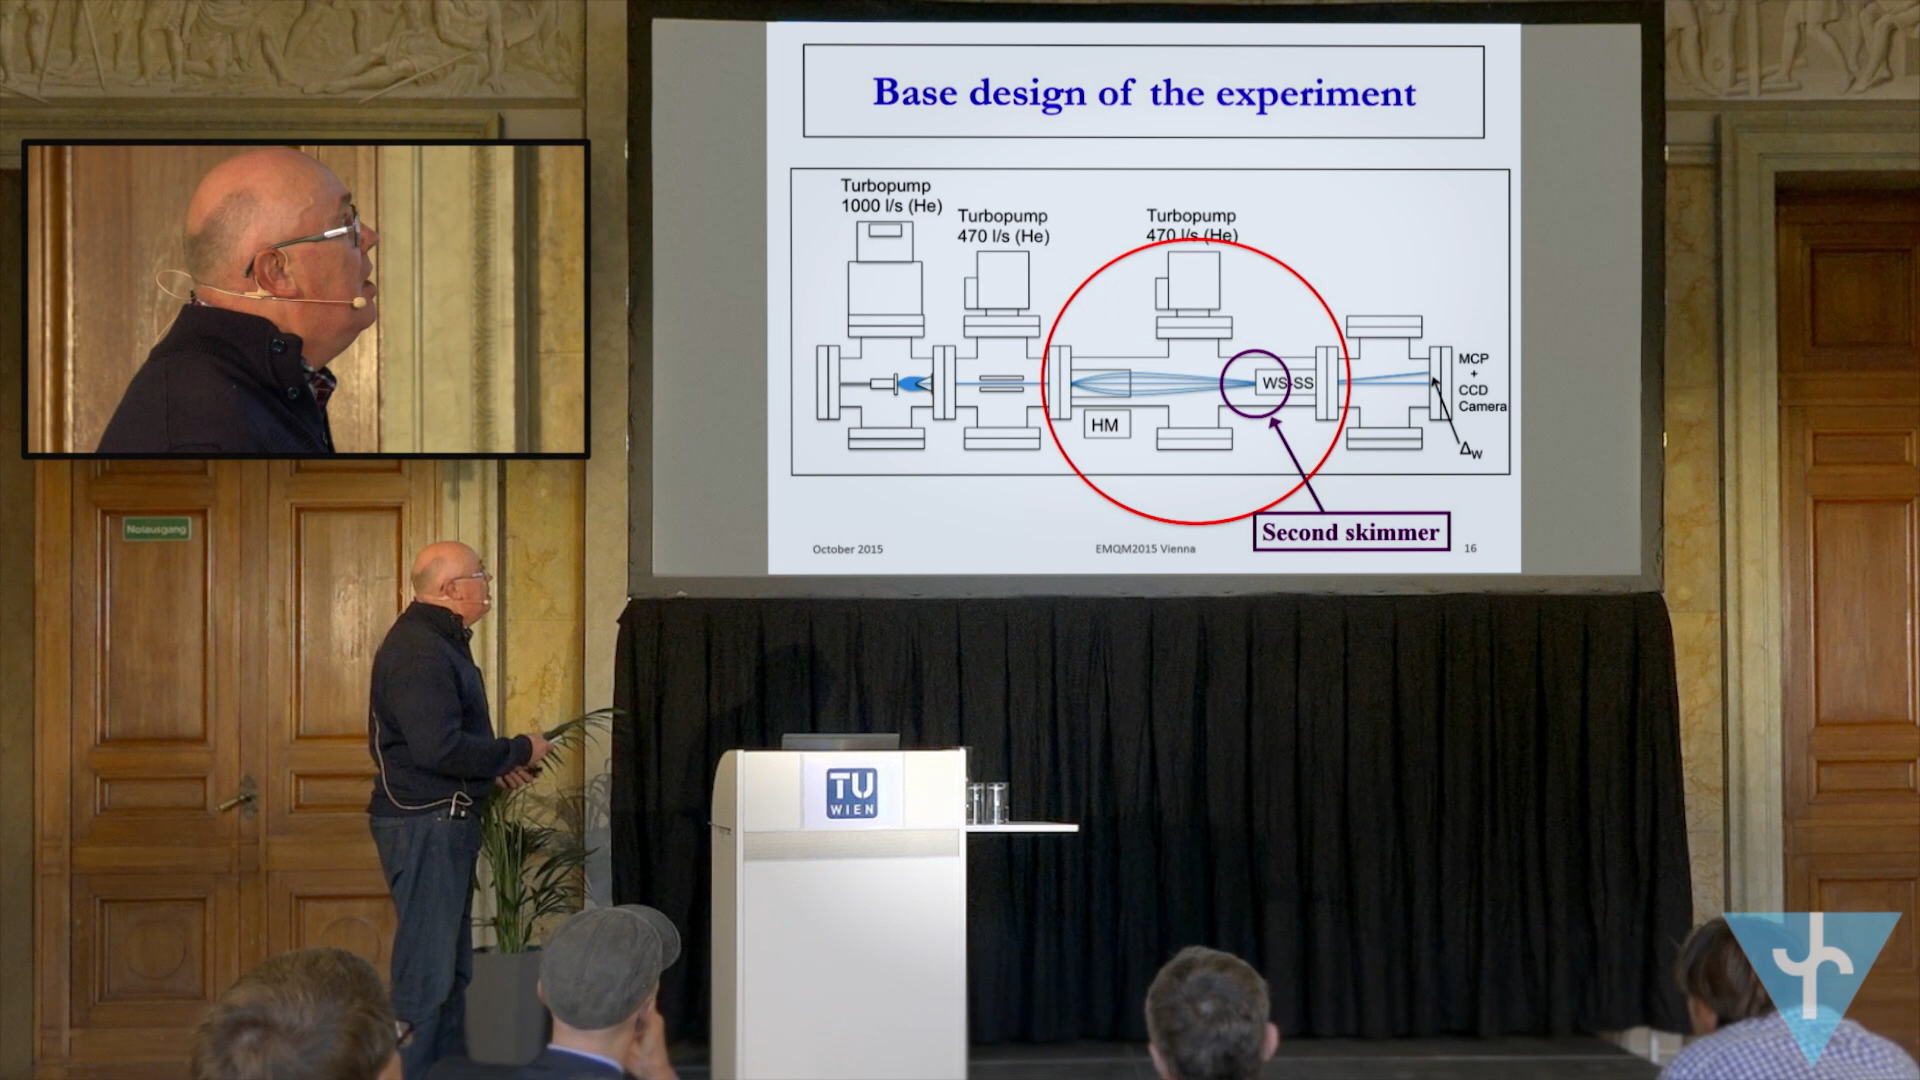 Base design of the experiment
Turbopump
1000 l/s (He)
Turbopump
470 l/s (He)
Turbopump
470 l/s (He)
WS-SS
HM
MCP
+
CCD
Camera
Δw
Second skimmer
October 2015
EMQM2015 Vienna
16
Notausgang
TU
WIEN